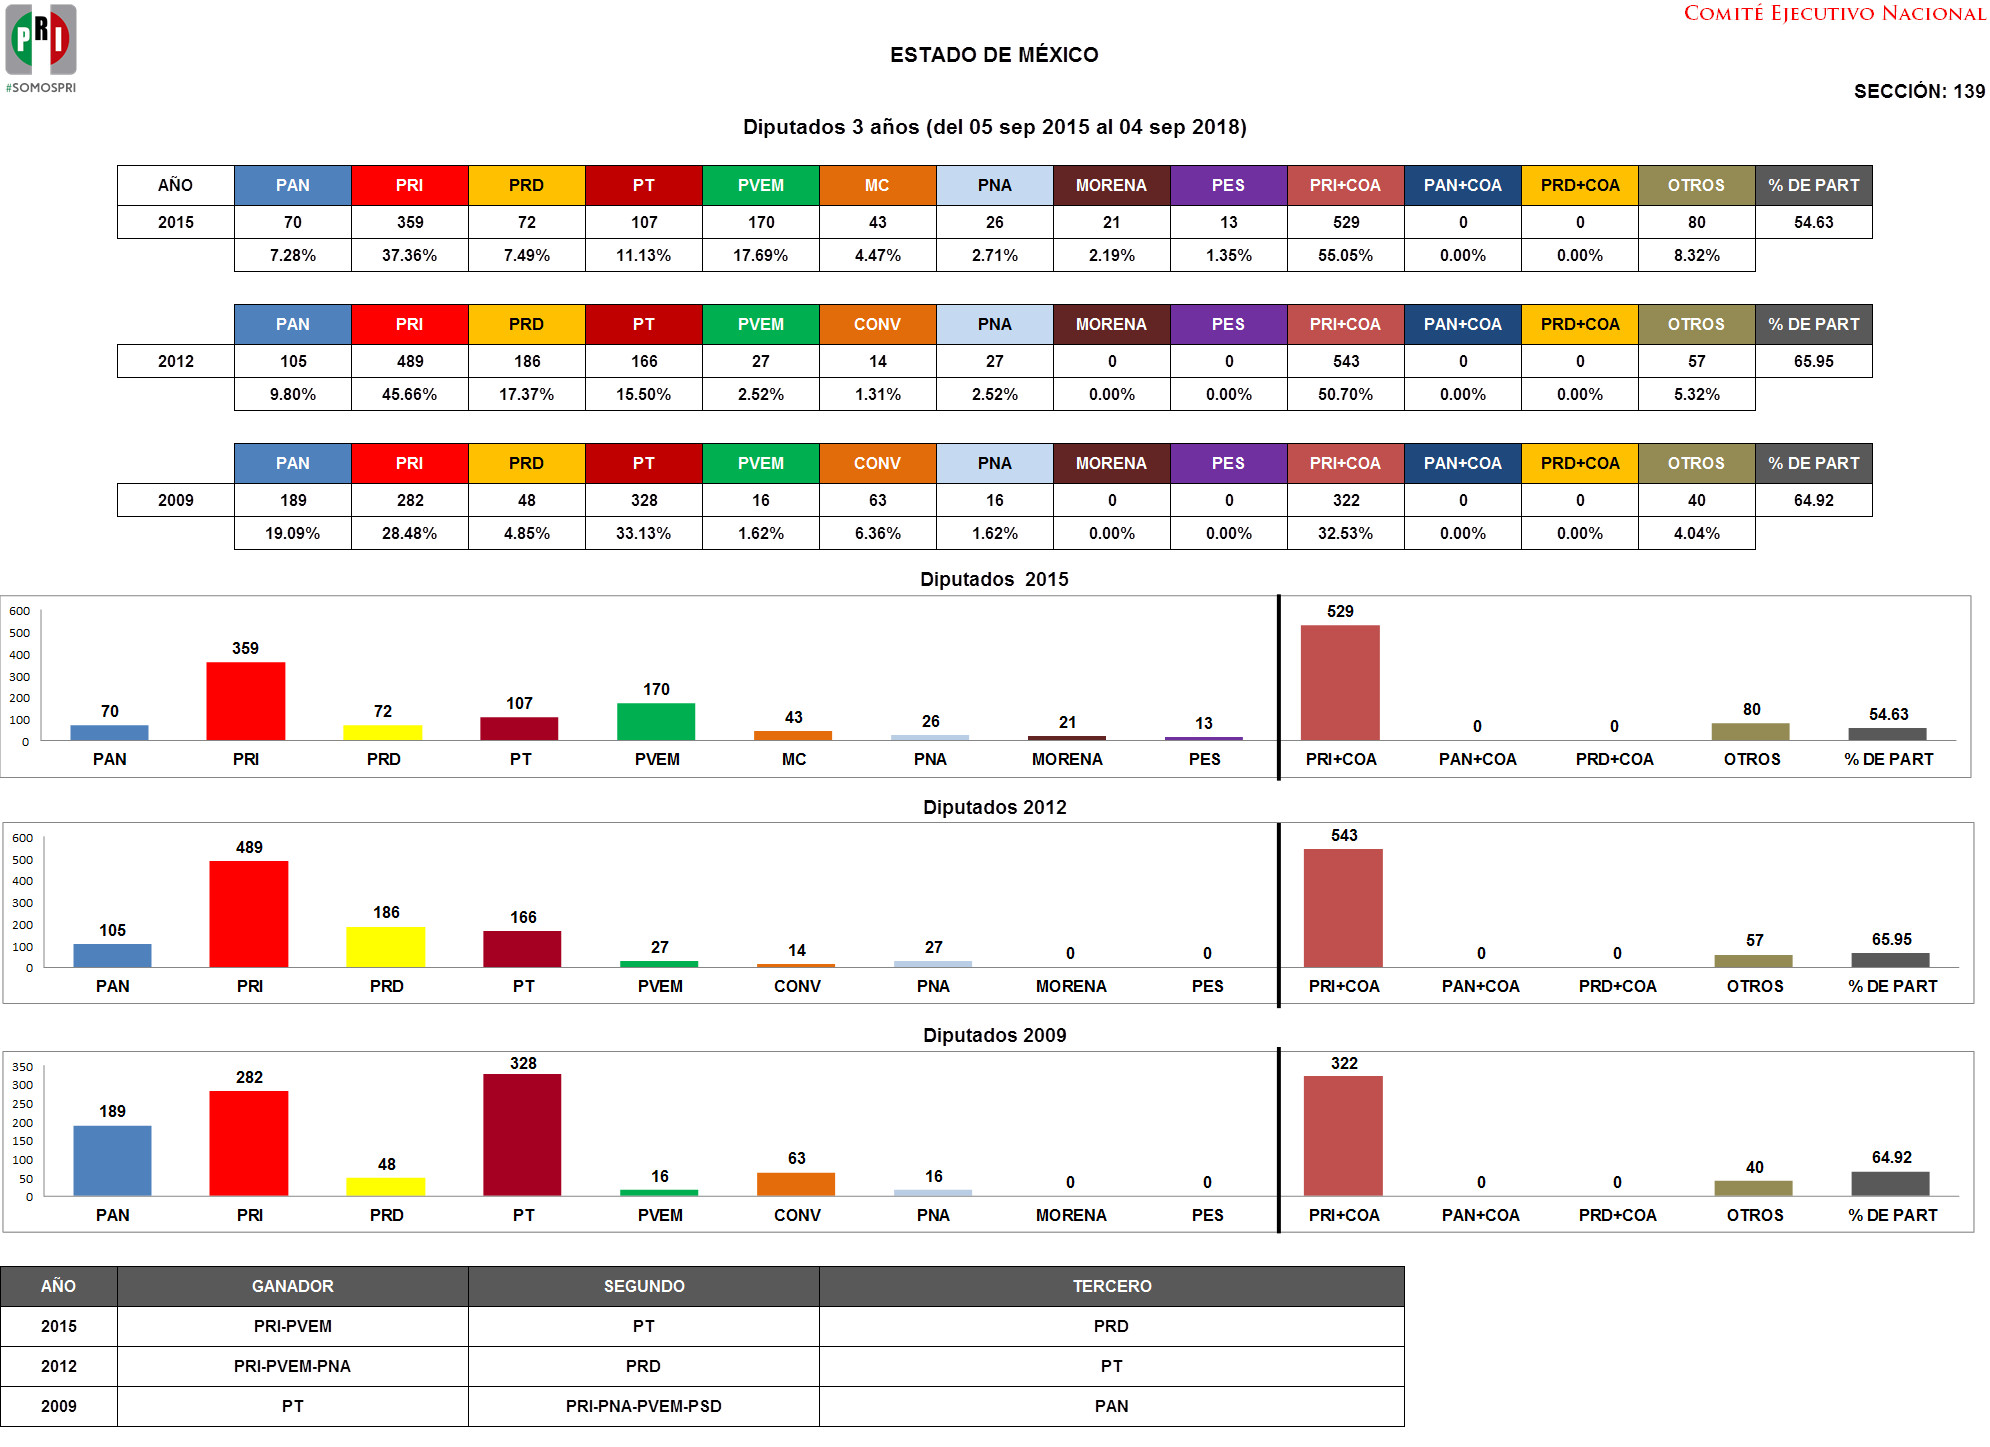 PRI
#SOMOSPRI
COMITÉ EJECUTIVO NACIONAL
ESTADO DE MÉXICO
SECCIÓN: 139
Diputados 3 años (del 05 sep 2015 al 04 sep 2018)
AÑO PAN PRI PRD PT PVEM MC PNA MORENA PES PRI+COA PAN+COA PRD+COA OTROS % DE PART
2015 70 359 72 107 170 43 26 21 13 529 0 0 80 54.63
7.28% 37.36% 7.49% 11.13% 17.69% 4.47% 2.71% 2.19% 1.35% 55.05% 0.00% 0.00% 8.32%
PAN PRI PRD PT PVEM CONV PNA MORENA PES PRI+COA PAN+COA PRD+COA OTROS % DE PART
2012 105 489 186 166 27 14 27 0 0 543 0 0 57 65.95
9.80% 45.66% 17.37% 15.50% 2.52% 1.31% 2.52% 0.00% 0.00% 50.70% 0.00% 0.00% 5.32%
PAN PRI PRD PT PVEM CONV PNA MORENA PES PRI+COA PAN+COA PRD+COA OTROS % DE PART
2009 189 282 48 328 16 63 16 0 0 322 0 0 40 64.92
19.09% 28.48% 4.85% 33.13% 1.62% 6.36% 1.62% 0.00% 0.00% 32.53% 0.00% 0.00% 4.04%
Diputados 2015
600
500
400
300
200
100
0
70 359 72 107 170 43 26 21 13 529 0 0 80 54.63
PAN PRI PRD PT PVEM MC PNA MORENA PES PRI+COA PAN+COA PRD+COA OTROS % DE PART
Diputados 2012
600
500
400
300
200
100
0
105 489 186 166 27 14 27 0 0 543 0 0 57 65.95
PAN PRI PRD PT PVEM CONV PNA MORENA PES PRI+COA PAN+COA PRD+COA OTROS % DE PART
Diputados 2009
350
300
250
200
150
100
50
0
189 282 48 328 16 63 16 0 0 322 0 0 40 64.92
PAN PRI PRD PT PVEM CONV PNA MORENA PES PRI+COA PAN+COA PRD+COA OTROS % DE PART
AÑO GANADOR SEGUNDO TERCERO
2015 PRI-PVEM PT PRD
2012 PRI-PVEM-PNA PRD PT
2009 PT PRI-PNA-PVEM-PSD PAN